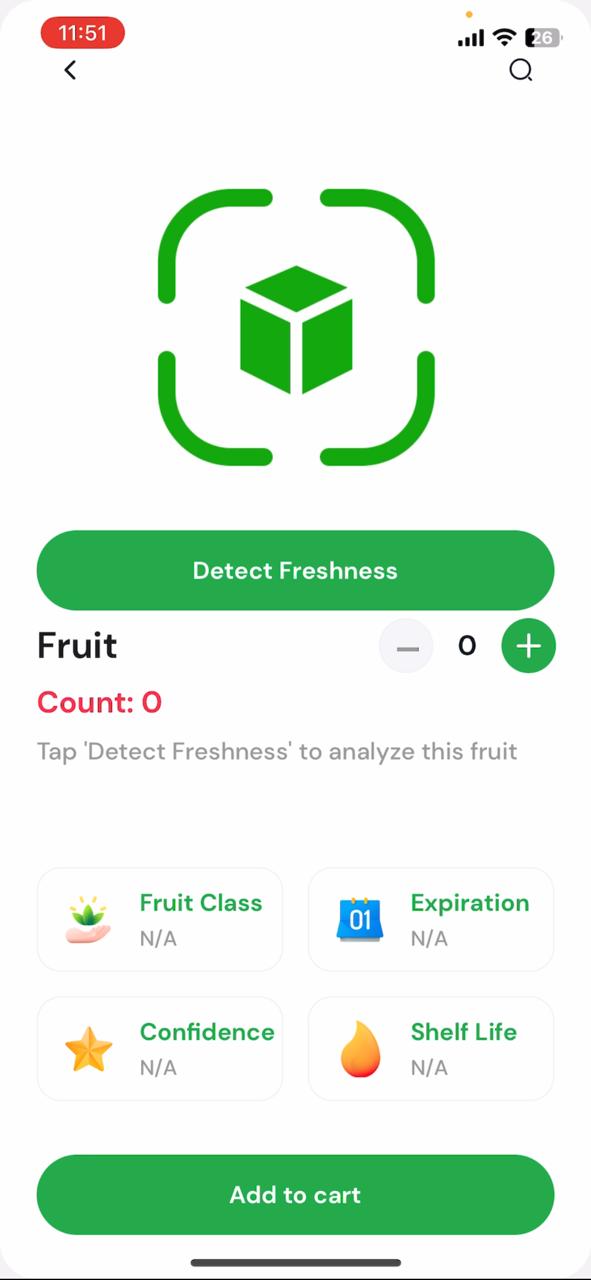 11:51
26
Detect Freshness
Fruit
0
Count: 0
Tap 'Detect Freshness' to analyze this fruit
Fruit Class
N/A
01
Expiration
N/A
Confidence
N/A
Shelf Life
N/A
Add to cart